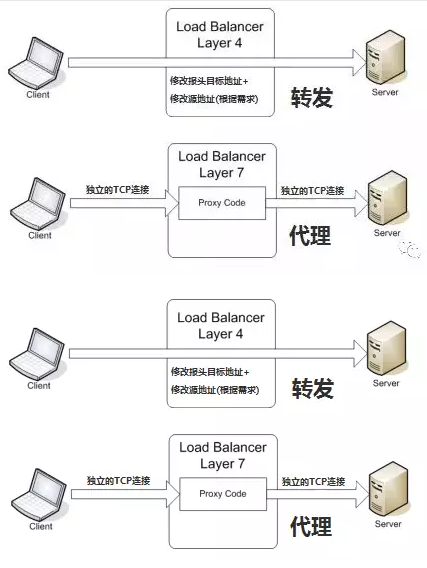 Load Balancer
Layer 4
修改报头目标地址+
修改源地址(根据需求)
转发
Client
Server
Load Balancer
Layer 7
独立的TCP连接
独立的TCP连接
Proxy Code
代理
Client
Server
Load Balancer
Layer 4
修改报头目标地址+
修改源地址(根据需求)
转发
Client
Server
Load Balancer
Layer 7
独立的TCP连接
独立的TCP连接
Proxy Code
代理
Client
Server